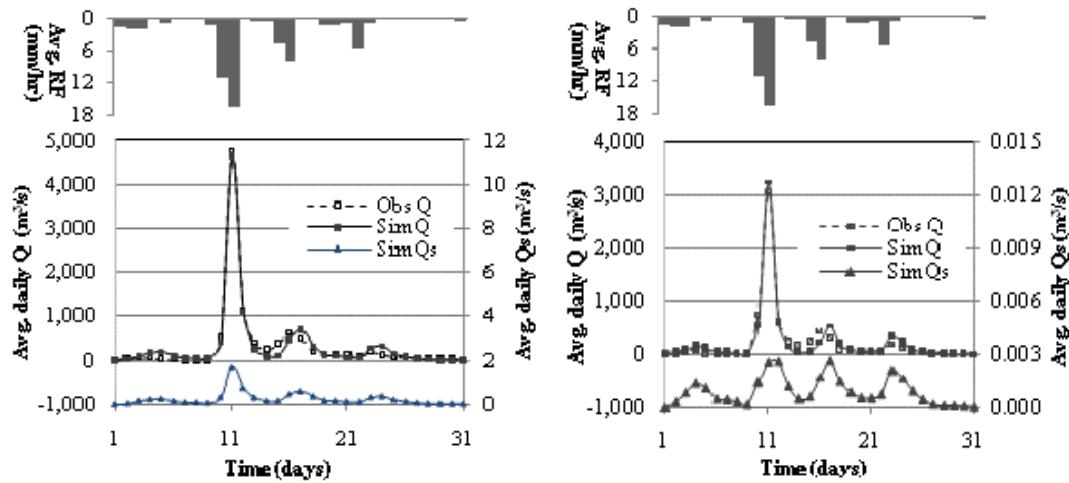 0
6
12
18
Avg. RF
(mm/hr)
5,000
4,000
3,000
2,000
1,000
0
-1,000
Avg. daily Q (m³/s)
12
10
8
6
4
2
0
Avg. daily Qs (m³/s)
Obs Q
Sim Q
Sim Qs
1
11
21
31
Time (days)
0
6
12
18
Avg. RF
(mm/hr)
4,000
3,000
2,000
1,000
0
-1,000
Avg. daily Q (m³/s)
0.015
0.012
0.009
0.006
0.003
0.000
Avg. daily Qs (m³/s)
Obs Q
Sim Q
Sim Qs
1
11
21
31
Time (days)